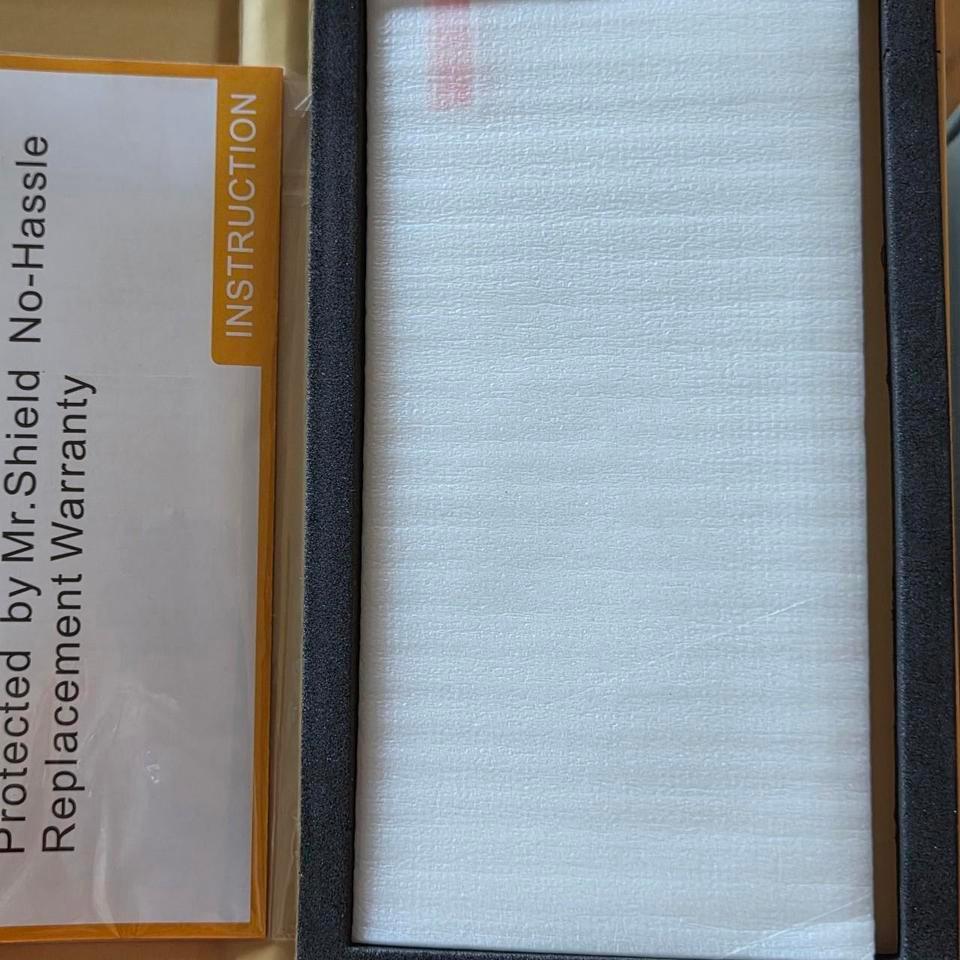 INSTRUCTION
Protected by Mr.Shield No-Hassle
Replacement Warranty